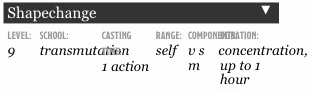 Shapechange ▼
LEVEL: SCHOOL: CASTING TIME: RANGE: COMPONENTS: DURATION:
9 transmutation 1 action self v s m concentration, up to 1 hour